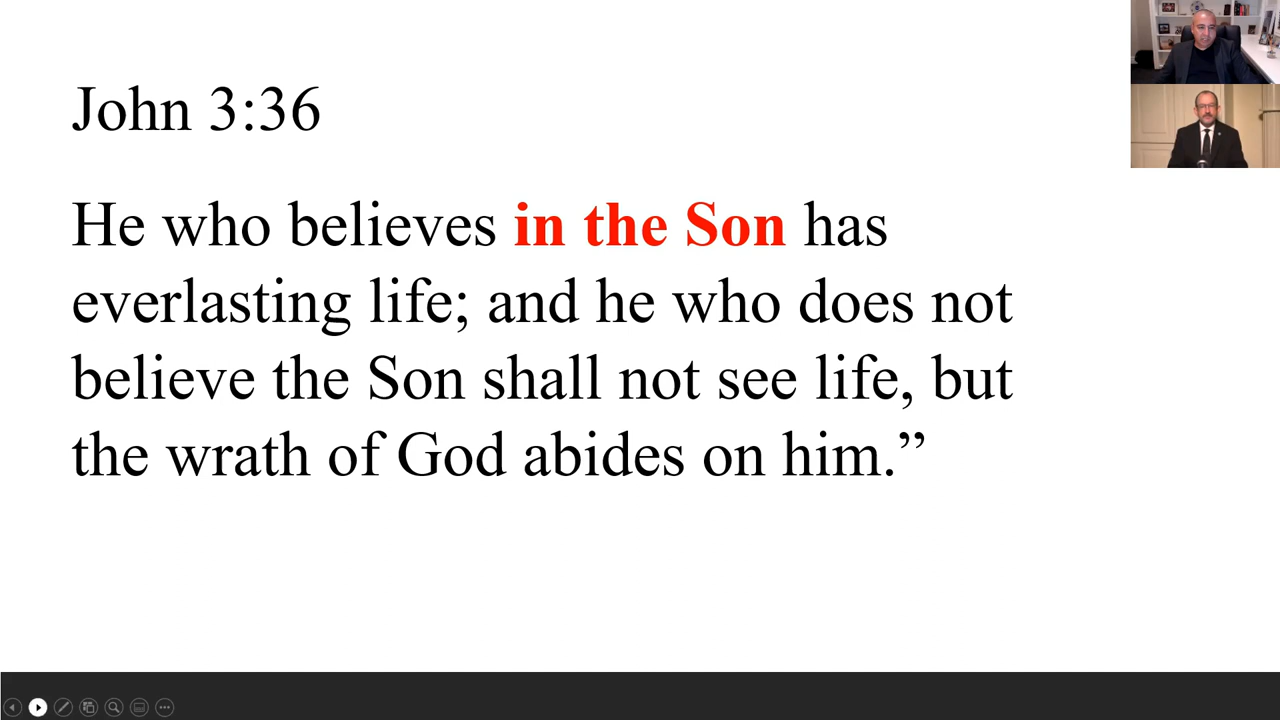 John 3:36
He who believes in the Son has
everlasting life; and he who does not
believe the Son shall not see life, but
the wrath of God abides on him.”